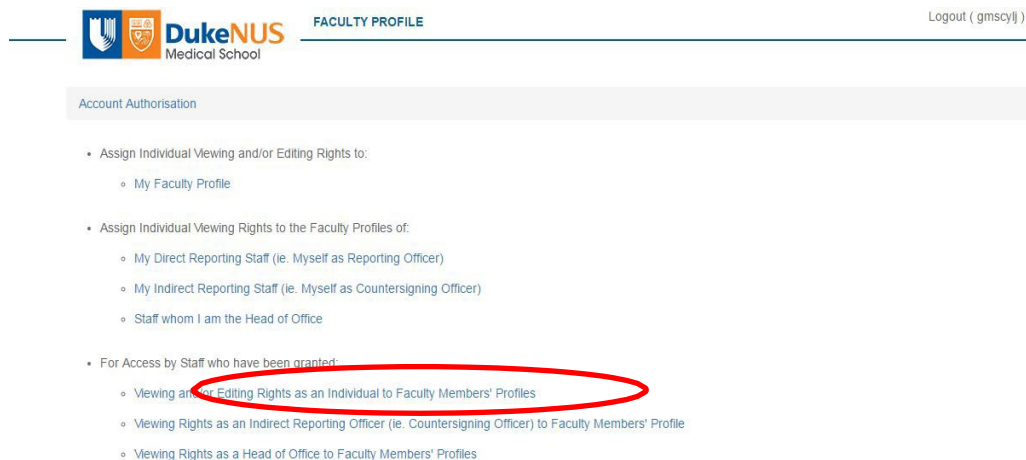 FACULTY PROFILE
Logout ( gmscylj )
DukeNUS
Medical School
Account Authorisation
• Assign Individual Viewing and/or Editing Rights to:
◦ My Faculty Profile
• Assign Individual Viewing Rights to the Faculty Profiles of:
◦ My Direct Reporting Staff (ie. Myself as Reporting Officer)
◦ My Indirect Reporting Staff (ie. Myself as Countersigning Officer)
◦ Staff whom I am the Head of Office
• For Access by Staff who have been granted:
◦ Viewing and/or Editing Rights as an Individual to Faculty Members' Profiles
◦ Viewing Rights as an Indirect Reporting Officer (ie. Countersigning Officer) to Faculty Members' Profile
◦ Viewing Rights as a Head of Office to Faculty Members' Profiles